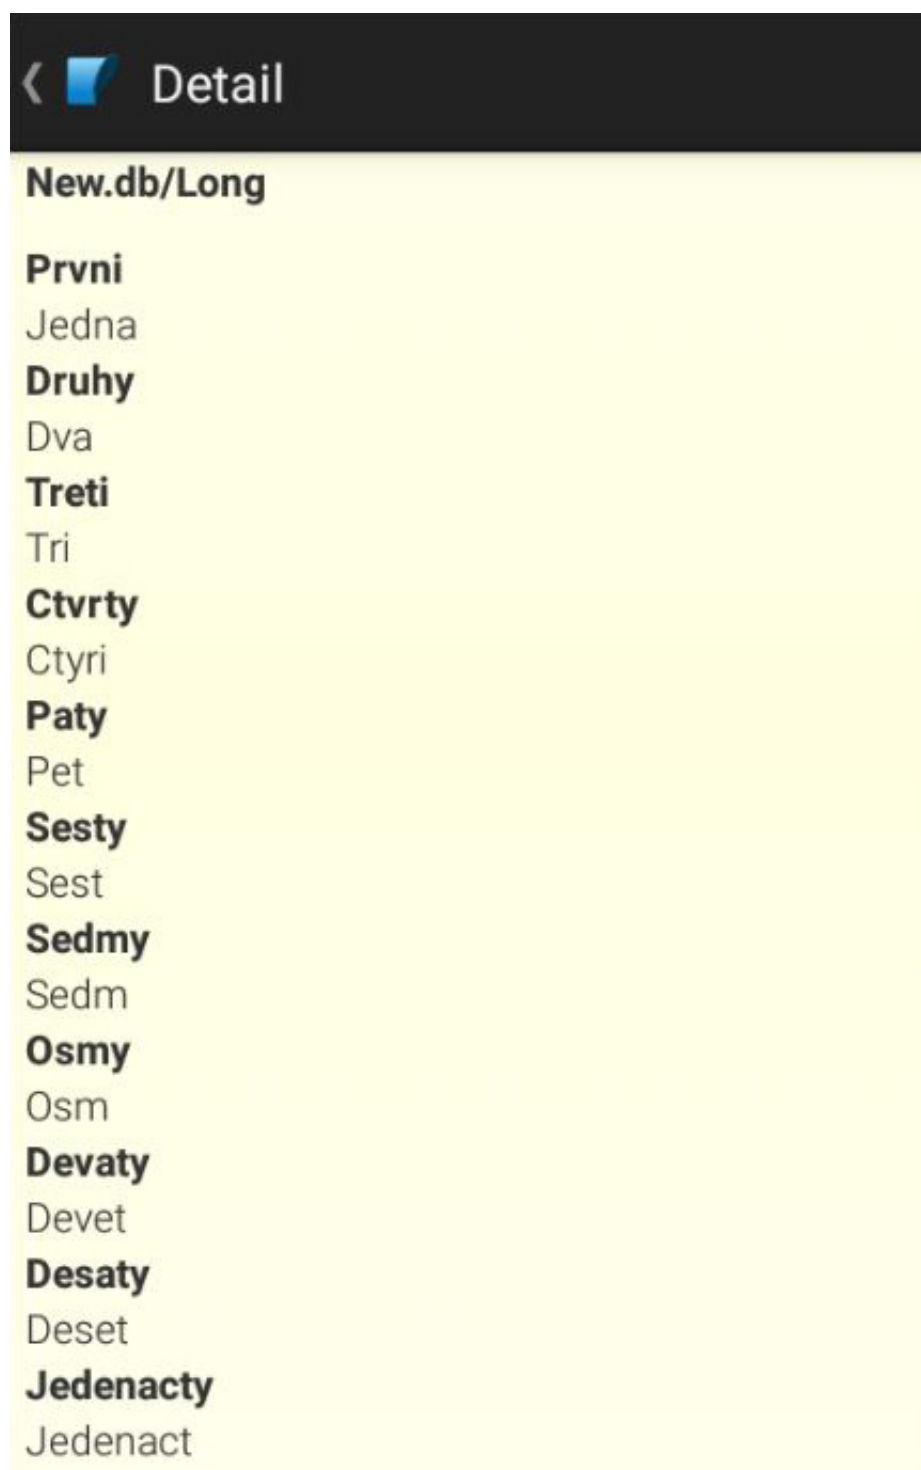 Detail
New.db/Long
Prvni
Jedna
Druhy
Dva
Treti
Tri
Ctvrty
Ctyri
Paty
Pet
Sesty
Sest
Sedmy
Sedm
Osmy
Osm
Devaty
Devet
Desaty
Deset
Jedenacty
Jedenact